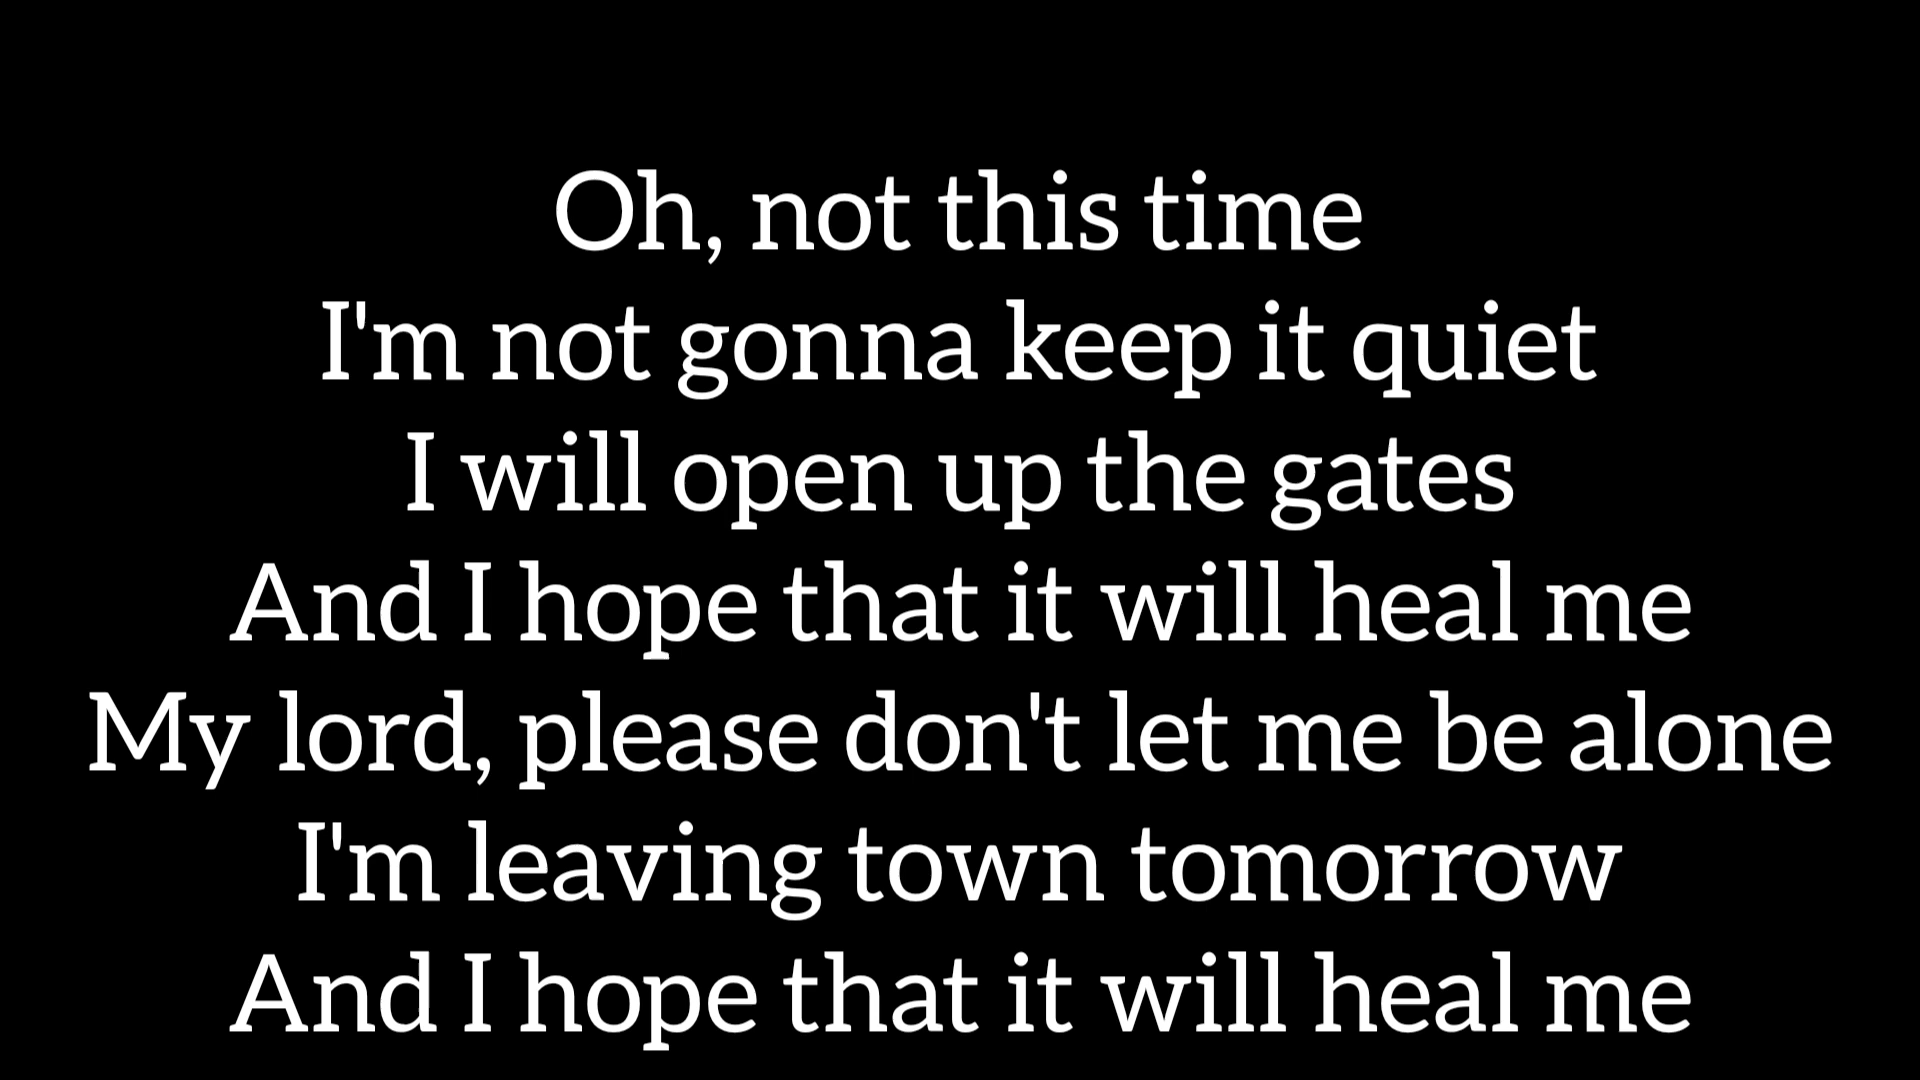 Oh, not this time
I'm not gonna keep it quiet
I will open up the gates
And I hope that it will heal me
My lord, please don't let me be alone
I'm leaving town tomorrow
And I hope that it will heal me